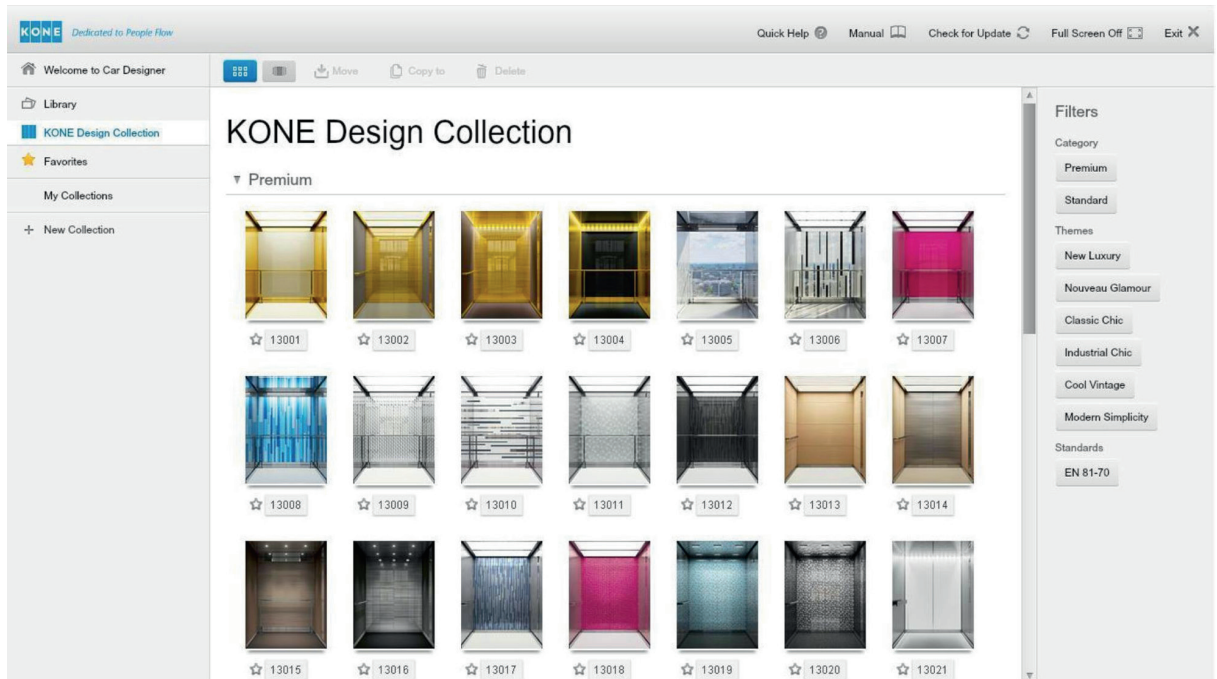 KONE Dedicated to People Flow
Quick Help ? Manual Check for Update Full Screen Off Exit
Welcome to Car Designer
Move Copy to Delete
Library
KONE Design Collection
Favorites
My Collections
New Collection
KONE Design Collection
Premium
13001 13002 13003 13004 13005 13006 13007
13008 13009 13010 13011 13012 13013 13014
13015 13016 13017 13018 13019 13020 13021
Filters
Category
Premium
Standard
Themes
New Luxury
Nouveau Glamour
Classic Chic
Industrial Chic
Cool Vintage
Modern Simplicity
Standards
EN 81-70